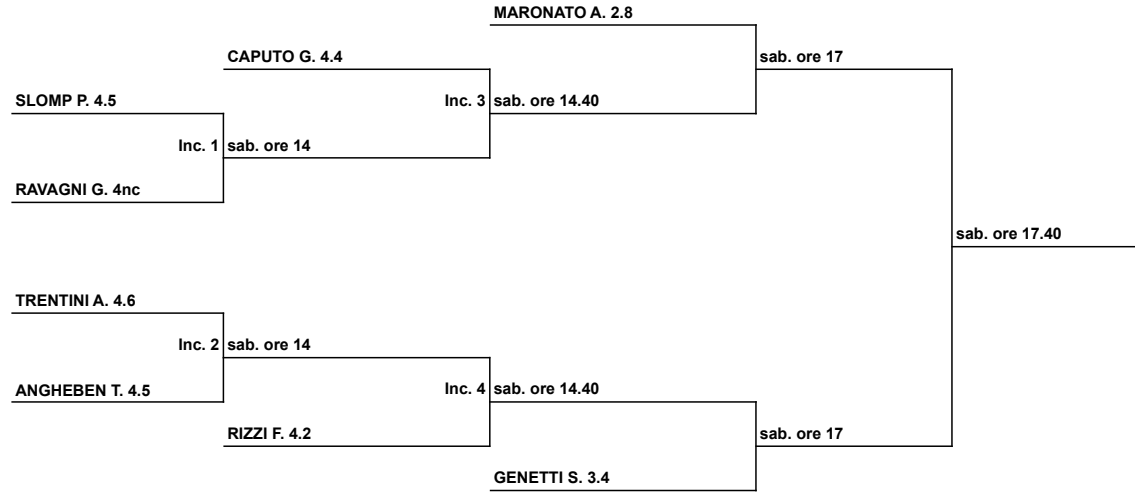 MARONATO A. 2.8
CAPUTO G. 4.4
sab. ore 17
SLOMP P. 4.5
Inc. 3 sab. ore 14.40
Inc. 1 sab. ore 14
RAVAGNI G. 4nc
sab. ore 17.40
TRENTINI A. 4.6
Inc. 2 sab. ore 14
ANGHEBEN T. 4.5
Inc. 4 sab. ore 14.40
RIZZI F. 4.2
sab. ore 17
GENETTI S. 3.4